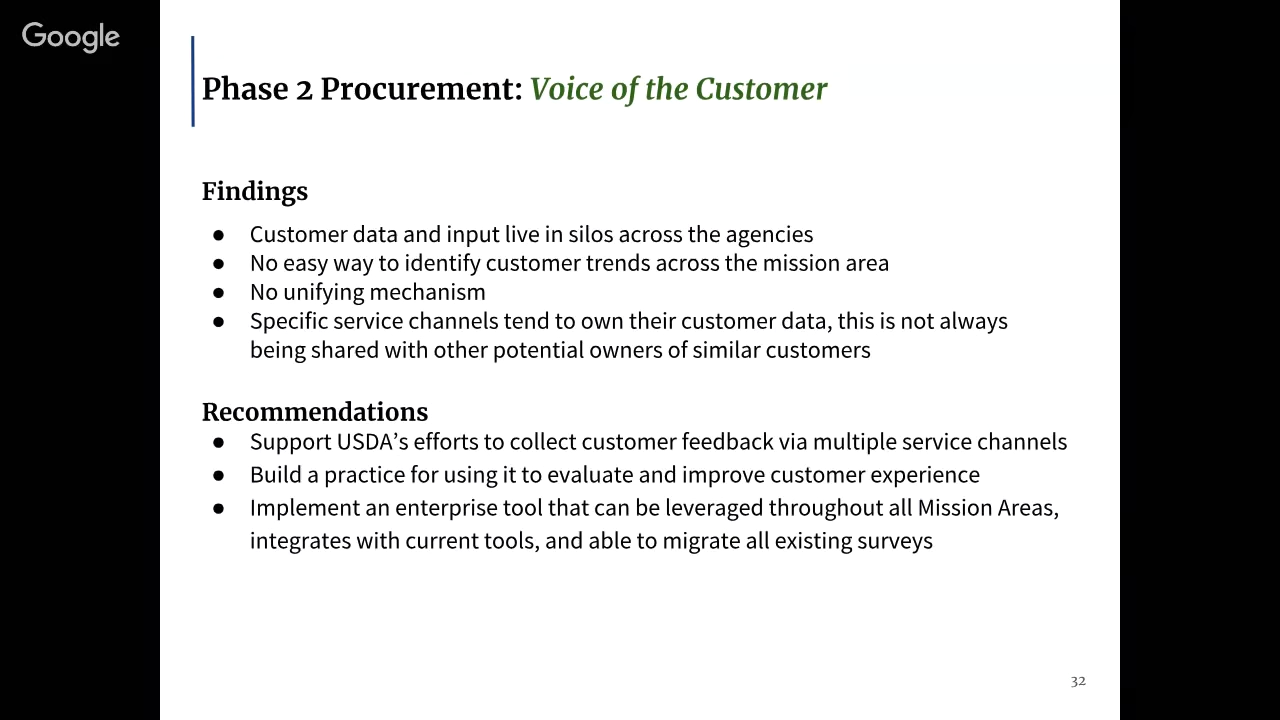 Google
Phase 2 Procurement: Voice of the Customer
Findings
● Customer data and input live in silos across the agencies
● No easy way to identify customer trends across the mission area
● No unifying mechanism
● Specific service channels tend to own their customer data, this is not always
being shared with other potential owners of similar customers
Recommendations
● Support USDA’s efforts to collect customer feedback via multiple service channels
● Build a practice for using it to evaluate and improve customer experience
● Implement an enterprise tool that can be leveraged throughout all Mission Areas,
integrates with current tools, and able to migrate all existing surveys
32